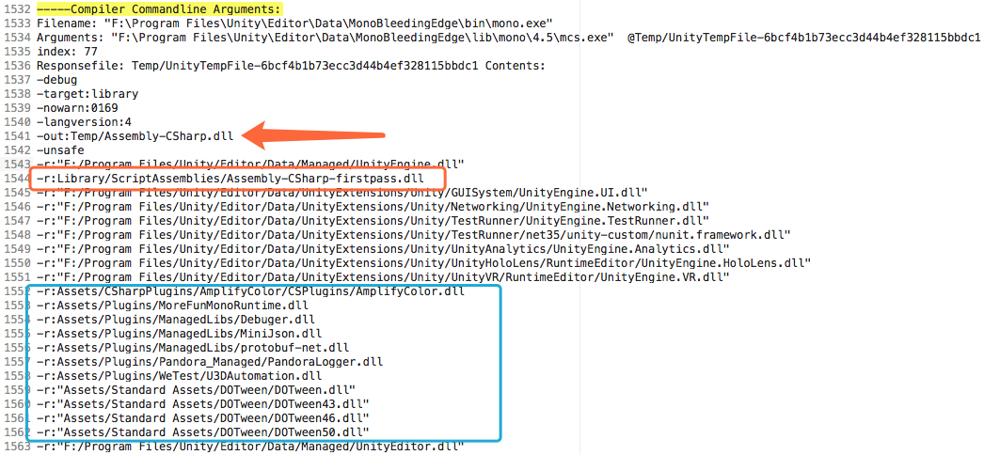 1532 -----Compiler Commandline Arguments:
1533 Filename: "F:\Program Files\Unity\Editor\Data\MonoBleedingEdge\bin\mono.exe"
1534 Arguments: "F:\Program Files\Unity\Editor\Data\MonoBleedingEdge\lib\mono\4.5\mcs.exe"  @Temp/UnityTempFile-6bcf4b1b73ecc3d44b4ef328115bbdc1
1535 index: 77
1536 Responsefile: Temp/UnityTempFile-6bcf4b1b73ecc3d44b4ef328115bbdc1 Contents:
1537 -debug
1538 -target:library
1539 -nowarn:0169
1540 -langversion:4
1541 -out:Temp/Assembly-CSharp.dll
1542 -unsafe
1543 -r:"F:/Program Files/Unity/Editor/Data/Managed/UnityEngine.dll"
1544 -r:Library/ScriptAssemblies/Assembly-CSharp-firstpass.dll
1545 -r:"F:/Program Files/Unity/Editor/Data/UnityExtensions/Unity/GUISystem/UnityEngine.UI.dll"
1546 -r:"F:/Program Files/Unity/Editor/Data/UnityExtensions/Unity/Networking/UnityEngine.Networking.dll"
1547 -r:"F:/Program Files/Unity/Editor/Data/UnityExtensions/Unity/TestRunner/UnityEngine.TestRunner.dll"
1548 -r:"F:/Program Files/Unity/Editor/Data/UnityExtensions/Unity/TestRunner/net35/unity-custom/nunit.framework.dll"
1549 -r:"F:/Program Files/Unity/Editor/Data/UnityExtensions/Unity/UnityAnalytics/UnityEngine.Analytics.dll"
1550 -r:"F:/Program Files/Unity/Editor/Data/UnityExtensions/Unity/UnityHoloLens/RuntimeEditor/UnityEngine.HoloLens.dll"
1551 -r:"F:/Program Files/Unity/Editor/Data/UnityExtensions/Unity/UnityVR/RuntimeEditor/UnityEngine.VR.dll"
1552 -r:Assets/CSharpPlugins/AmplifyColor/CSPlugins/AmplifyColor.dll
1553 -r:Assets/Plugins/MoreFunMonoRuntime.dll
1554 -r:Assets/Plugins/ManagedLibs/Debuger.dll
1555 -r:Assets/Plugins/ManagedLibs/MiniJson.dll
1556 -r:Assets/Plugins/ManagedLibs/protobuf-net.dll
1557 -r:Assets/Plugins/Pandora_Managed/PandoraLogger.dll
1558 -r:Assets/Plugins/WeTest/U3DAutomation.dll
1559 -r:"Assets/Standard Assets/DOTween/DOTween.dll"
1560 -r:"Assets/Standard Assets/DOTween/DOTween43.dll"
1561 -r:"Assets/Standard Assets/DOTween/DOTween46.dll"
1562 -r:"Assets/Standard Assets/DOTween/DOTween50.dll"
1563 -r:"F:/Program Files/Unity/Editor/Data/Managed/UnityEditor.dll"